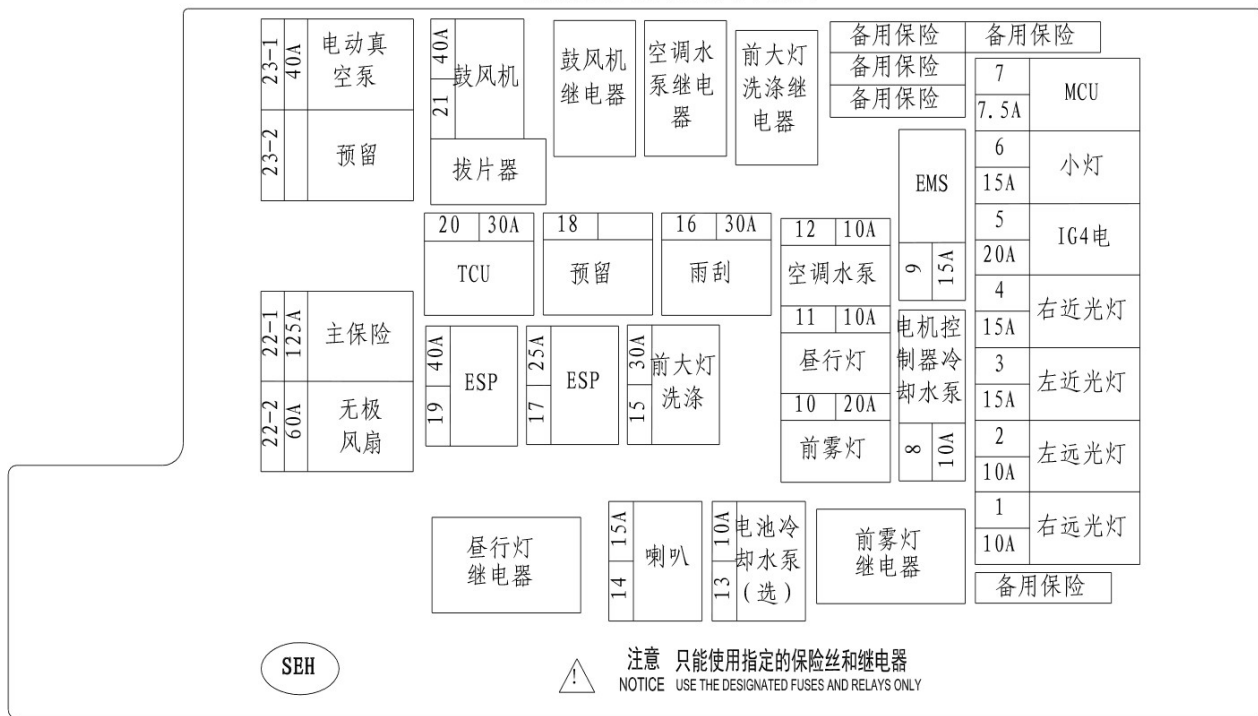 23-1
40A
电动真
空泵
23-2
预留
40A
21
鼓风机
拔片器
鼓风机
继电器
空调水
泵继电
器
前大灯
洗涤继
电器
备用保险
备用保险
备用保险
备用保险
7
7.5A
MCU
6
15A
小灯
5
20A
IG4电
4
15A
右近光灯
3
15A
左近光灯
2
10A
左远光灯
1
10A
右远光灯
备用保险
EMS
9
15A
电机控
制器冷
却水泵
8
10A
20 30A
TCU
18
预留
16 30A
雨刮
12 10A
空调水泵
11 10A
昼行灯
10 20A
前雾灯
22-1
125A
主保险
22-2
60A
无极
风扇
40A
19
ESP
25A
17
ESP
30A
15
前大灯
洗涤
昼行灯
继电器
15A
14
喇叭
10A
13
电池冷
却水泵
(选)
前雾灯
继电器
SEH
!
注意 只能使用指定的保险丝和继电器
NOTICE USE THE DESIGNATED FUSES AND RELAYS ONLY